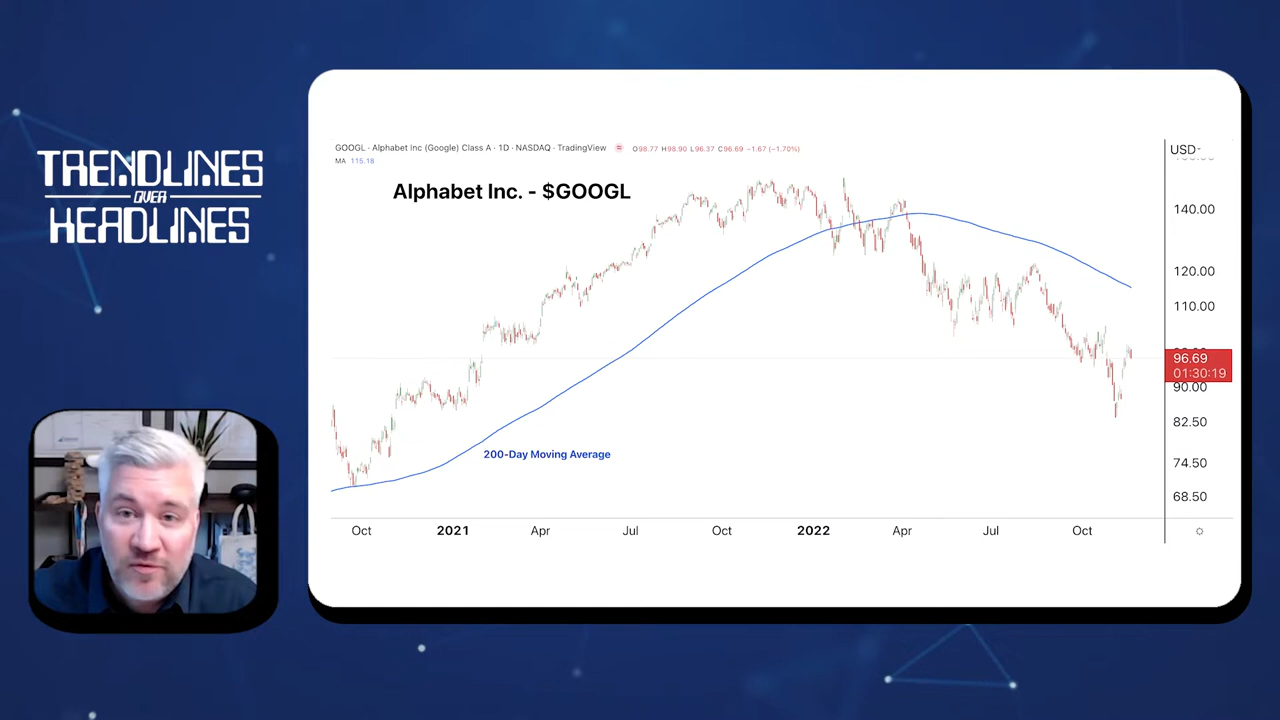 TRENDLINES
OVER
HEADLINES
GOOGL · Alphabet Inc (Google) Class A · 1D · NASDAQ · TradingView O98.77 H98.90 L96.37 C96.69 −1.67 (−1.70%)
MA 115.18
Alphabet Inc. - $GOOGL
USD
140.00
120.00
110.00
96.69
01:30:19
90.00
82.50
74.50
68.50
200-Day Moving Average
Oct 2021 Apr Jul Oct 2022 Apr Jul Oct